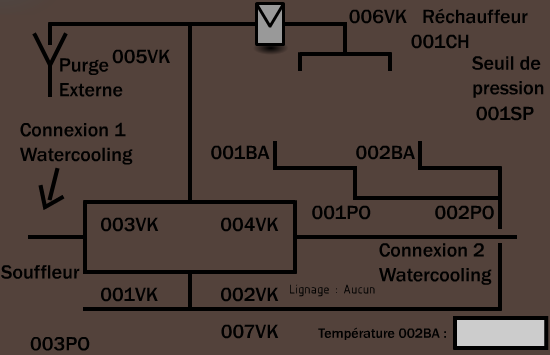 006VK Réchauffeur
001CH
Purge 005VK
Externe
Seuil de
pression
001SP
Connexion 1
Watercooling
001BA
002BA
001PO
002PO
003VK
004VK
Connexion 2
Watercooling
Souffleur
001VK
002VK
Lignage : Aucun
007VK
Température 002BA :
003PO